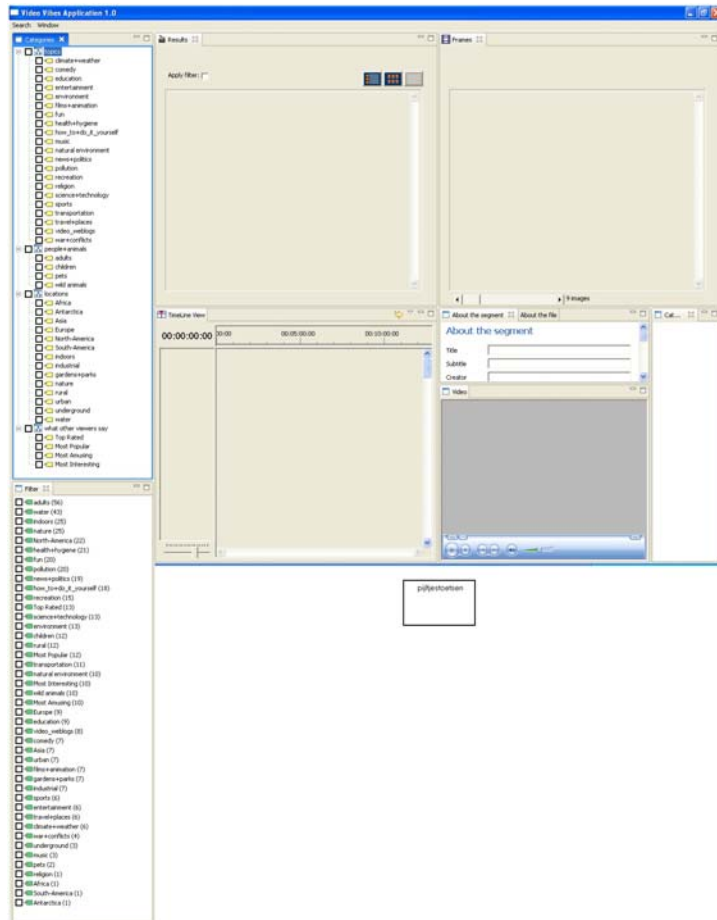 Video Vibes Application 1.0
Search Window
Categories
topics
climate+weather
comedy
education
entertainment
environment
films+animation
fun
health+hygiene
how_to+do_it_yourself
music
natural environment
news+politics
pollution
recreation
religion
science+technology
sports
transportation
travel+places
video_weblogs
war+conflicts
people+animals
adults
children
pets
wild animals
locations
Africa
Antarctica
Asia
Europe
North-America
South-America
indoors
industrial
gardens+parks
nature
rural
urban
underground
water
what other viewers say
Top Rated
Most Popular
Most Amusing
Most Interesting
Results
Apply filter:
Frames
9 images
TimeLine View
00:00:00:00
00:00
00:05:00:00
00:10:00:00
About the segment
About the file
About the segment
Title
Subtitle
Creator
Video
Cat...
Filter
adults (56)
water (43)
indoors (25)
nature (25)
North-America (22)
health+hygiene (21)
fun (20)
pollution (20)
news+politics (19)
how_to+do_it_yourself (18)
recreation (15)
Top Rated (13)
science+technology (13)
environment (13)
children (12)
rural (12)
Most Popular (12)
transportation (11)
natural environment (10)
Most Interesting (10)
wild animals (10)
Most Amusing (10)
Europe (9)
education (9)
video_weblogs (8)
comedy (7)
Asia (7)
urban (7)
films+animation (7)
gardens+parks (7)
industrial (7)
sports (6)
entertainment (6)
travel+places (6)
climate+weather (6)
war+conflicts (4)
underground (3)
music (3)
pets (2)
religion (1)
Africa (1)
South-America (1)
Antarctica (1)
pijltjestoetsen